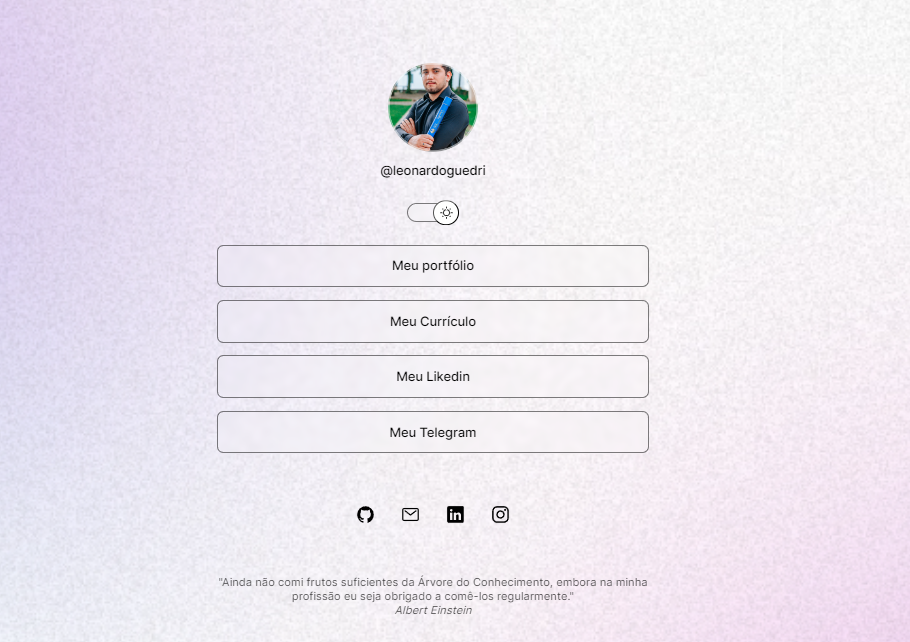 @leonardoguedri
Meu portfólio
Meu Currículo
Meu Likedin
Meu Telegram
"Ainda não comi frutos suficientes da Árvore do Conhecimento, embora na minha
profissão eu seja obrigado a comê-los regularmente."
Albert Einstein